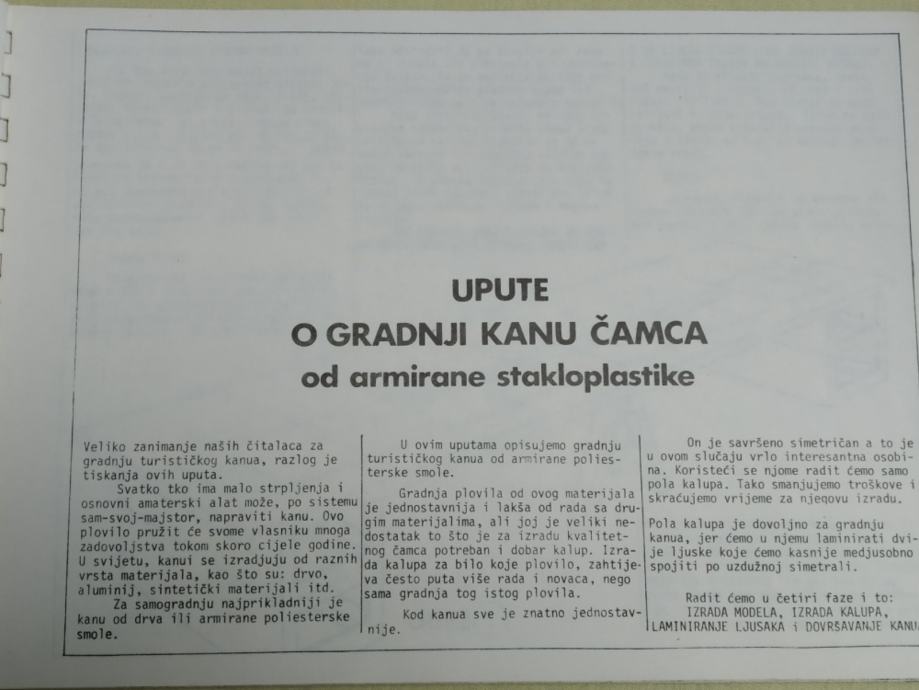 UPUTE
O GRADNJI KANU ČAMCA
od armirane stakloplastike
Veliko zanimanje naših čitalaca za
gradnju turističkog kanua, razlog je
tiskanja ovih uputa.
Svatko tko ima malo strpljenja i
osnovni amaterski alat može, po sistemu
sam-svoj-majstor, napraviti kanu. Ovo
plovilo pružit će svome vlasniku mnoga
zadovoljstva tokom skoro cijele godine.
U svijetu, kanui se izradjuju od raznih
vrsta materijala, kao što su: drvo,
aluminij, sintetički materijali itd.
Za samogradnju najprikladniji je
kanu od drva ili armirane poliesterske
smole.
U ovim uputama opisujemo gradnju
turističkog kanua od armirane polies-
terske smole.
Gradnja plovila od ovog materijala
je jednostavnija i lakša od rada sa dru-
gim materijalima, ali joj je veliki ne-
dostatak to što je za izradu kvalitet-
nog čamca potreban i dobar kalup. Izra-
da kalupa za bilo koje plovilo, zahtije-
va često puta više rada i novaca, nego
sama gradnja tog istog plovila.
Kod kanua sve je znatno jednostav-
nije.
On je savršeno simetričan a to je
u ovom slučaju vrlo interesantna osobi-
na. Koristeći se njome radit ćemo samo
pola kalupa. Tako smanjujemo troškove i
skraćujemo vrijeme za njegovu izradu.
Pola kalupa je dovoljno za gradnju
kanua, jer ćemo u njemu laminirati dvi-
je ljuske koje ćemo kasnije medjusobno
spojiti po uzdužnoj simetrali.
Radit ćemo u četiri faze i to:
IZRADA MODELA, IZRADA KALUPA,
LAMINIRANJE LJUSAKA i DOVRŠAVANJE KANU